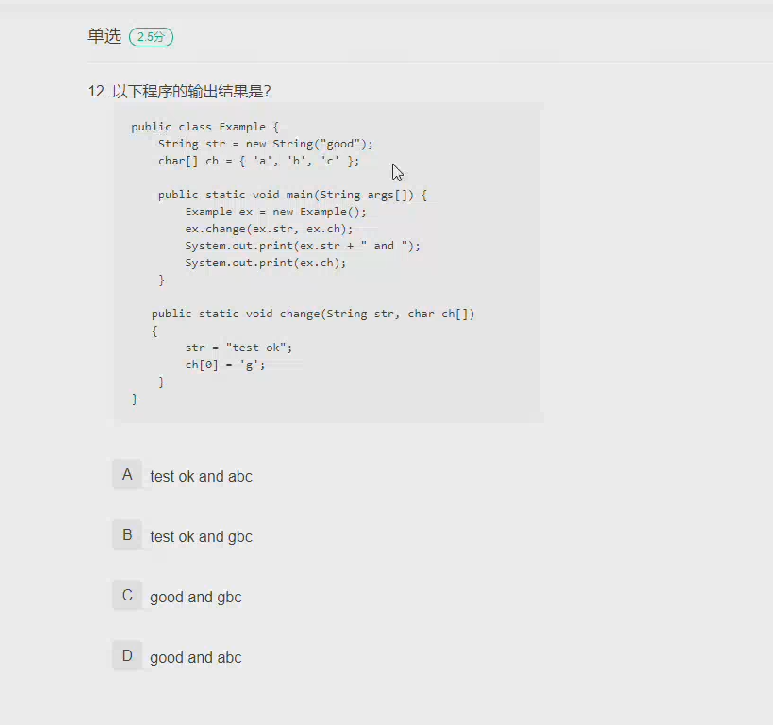 单选 2.5分
12 以下程序的输出结果是?
public class Example {
String str = new String("good");
char[] ch = { 'a', 'b', 'c' };
public static void main(String args[]) {
Example ex = new Example();
ex.change(ex.str, ex.ch);
System.out.print(ex.str + " and ");
System.out.print(ex.ch);
}
public static void change(String str, char ch[])
{
str = "test ok";
ch[0] = 'g';
}
}
A test ok and abc
B test ok and gbc
C good and gbc
D good and abc